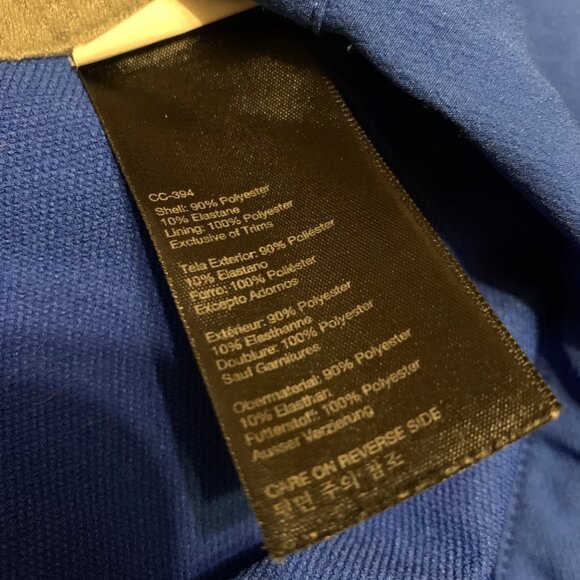 CC-394
Shell: 90% Polyester
10% Elastane
Lining: 100% Polyester
Exclusive of Trims
Tela Exterior: 90% Poliéster
10% Elastano
Forro: 100% Poliéster
Excepto Adornos
Extérieur: 90% Polyester
10% Elasthanne
Doublure: 100% Polyester
Sauf Garnitures
Obermaterial: 90% Polyester
10% Elasthan
Futterstoff: 100% Polyester
Ausser Verzierung
CARE ON REVERSE SIDE
뒷면 주의 참조